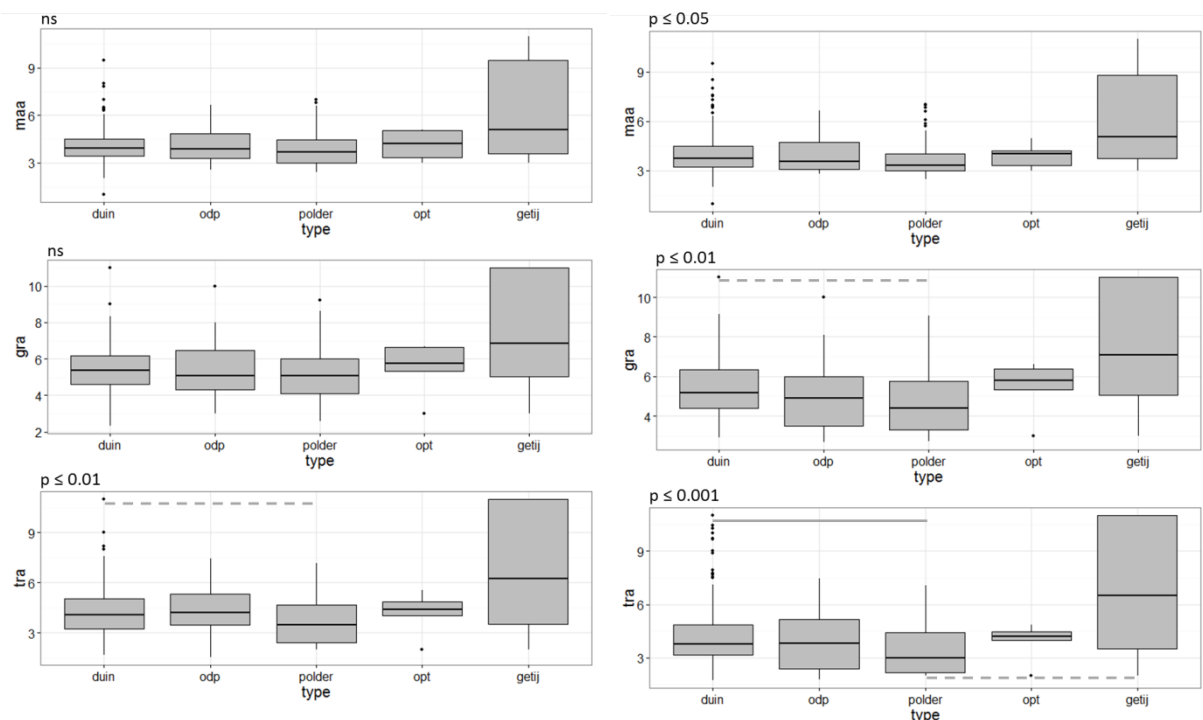 ns
maa
9
6
3
duin odp polder opt getij
type
ns
gra
10
8
6
4
2
duin odp polder opt getij
type
p ≤ 0.01
tra
9
6
3
duin odp polder opt getij
type
p ≤ 0.05
maa
9
6
3
duin odp polder opt getij
type
p ≤ 0.01
gra
10
8
6
4
duin odp polder opt getij
type
p ≤ 0.001
tra
9
6
3
duin odp polder opt getij
type